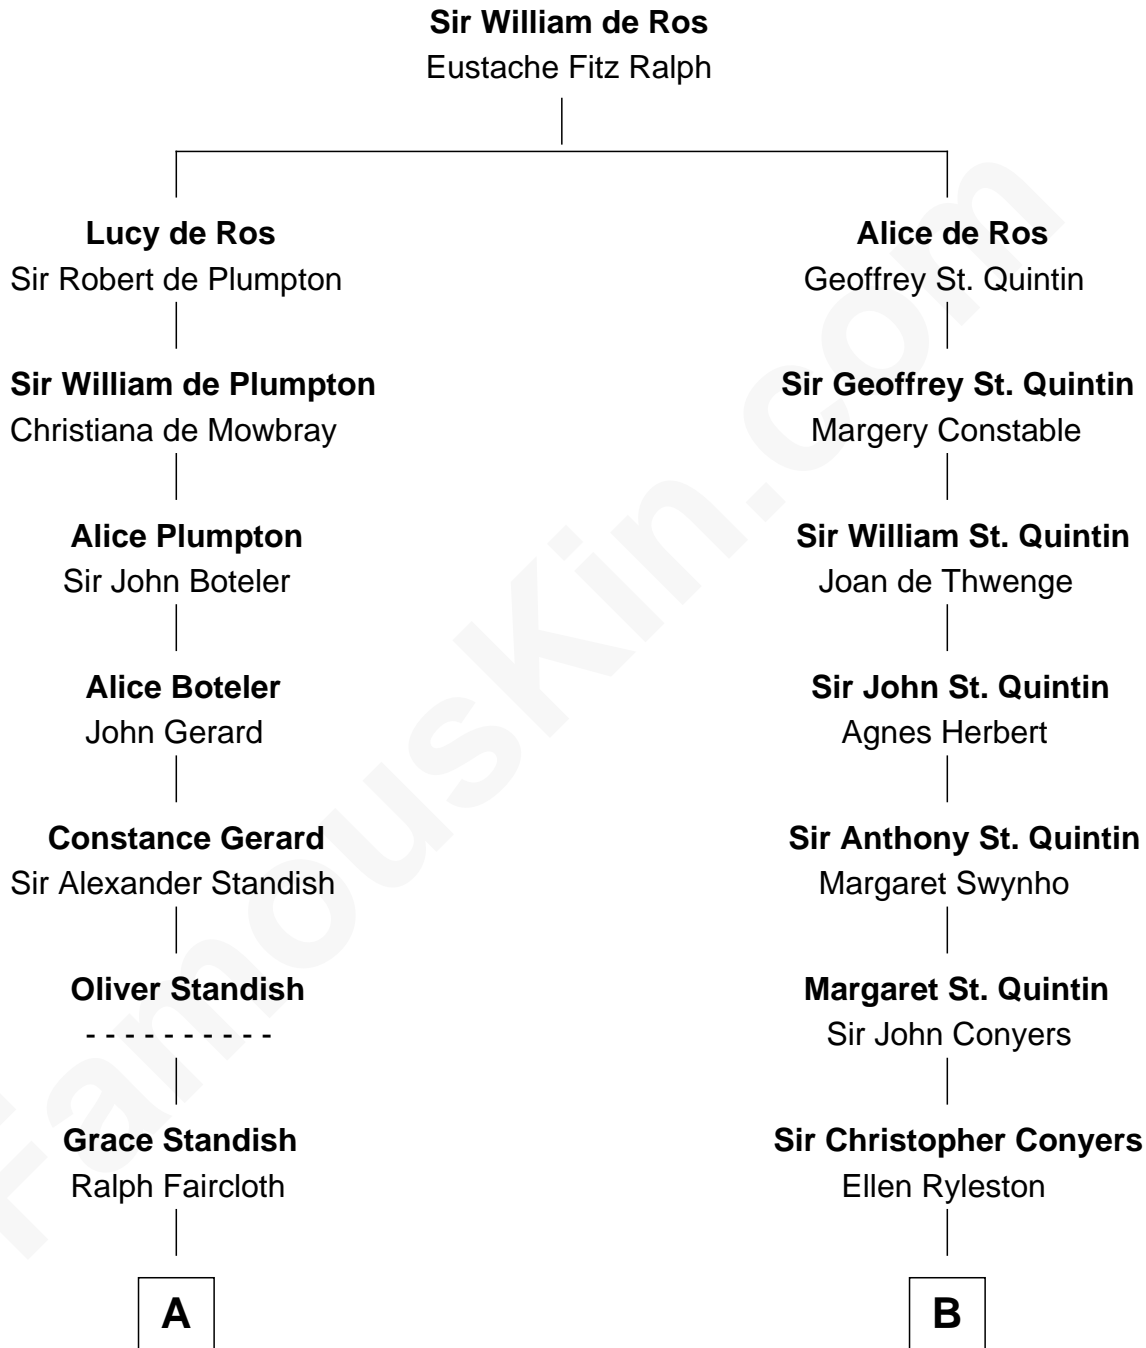 Sir William de Ros
Eustache Fitz Ralph
Lucy de Ros
Sir Robert de Plumpton
Alice de Ros
Geoffrey St. Quintin
Sir William de Plumpton
Christiana de Mowbray
Sir Geoffrey St. Quintin
Margery Constable
Alice Plumpton
Sir John Boteler
Sir William St. Quintin
Joan de Thwenge
Alice Boteler
John Gerard
Sir John St. Quintin
Agnes Herbert
Constance Gerard
Sir Alexander Standish
Sir Anthony St. Quintin
Margaret Swynho
Oliver Standish
- - - - - - - - - -
Margaret St. Quintin
Sir John Conyers
Grace Standish
Ralph Faircloth
Sir Christopher Conyers
Ellen Ryleston
A
B
FamousKin.com